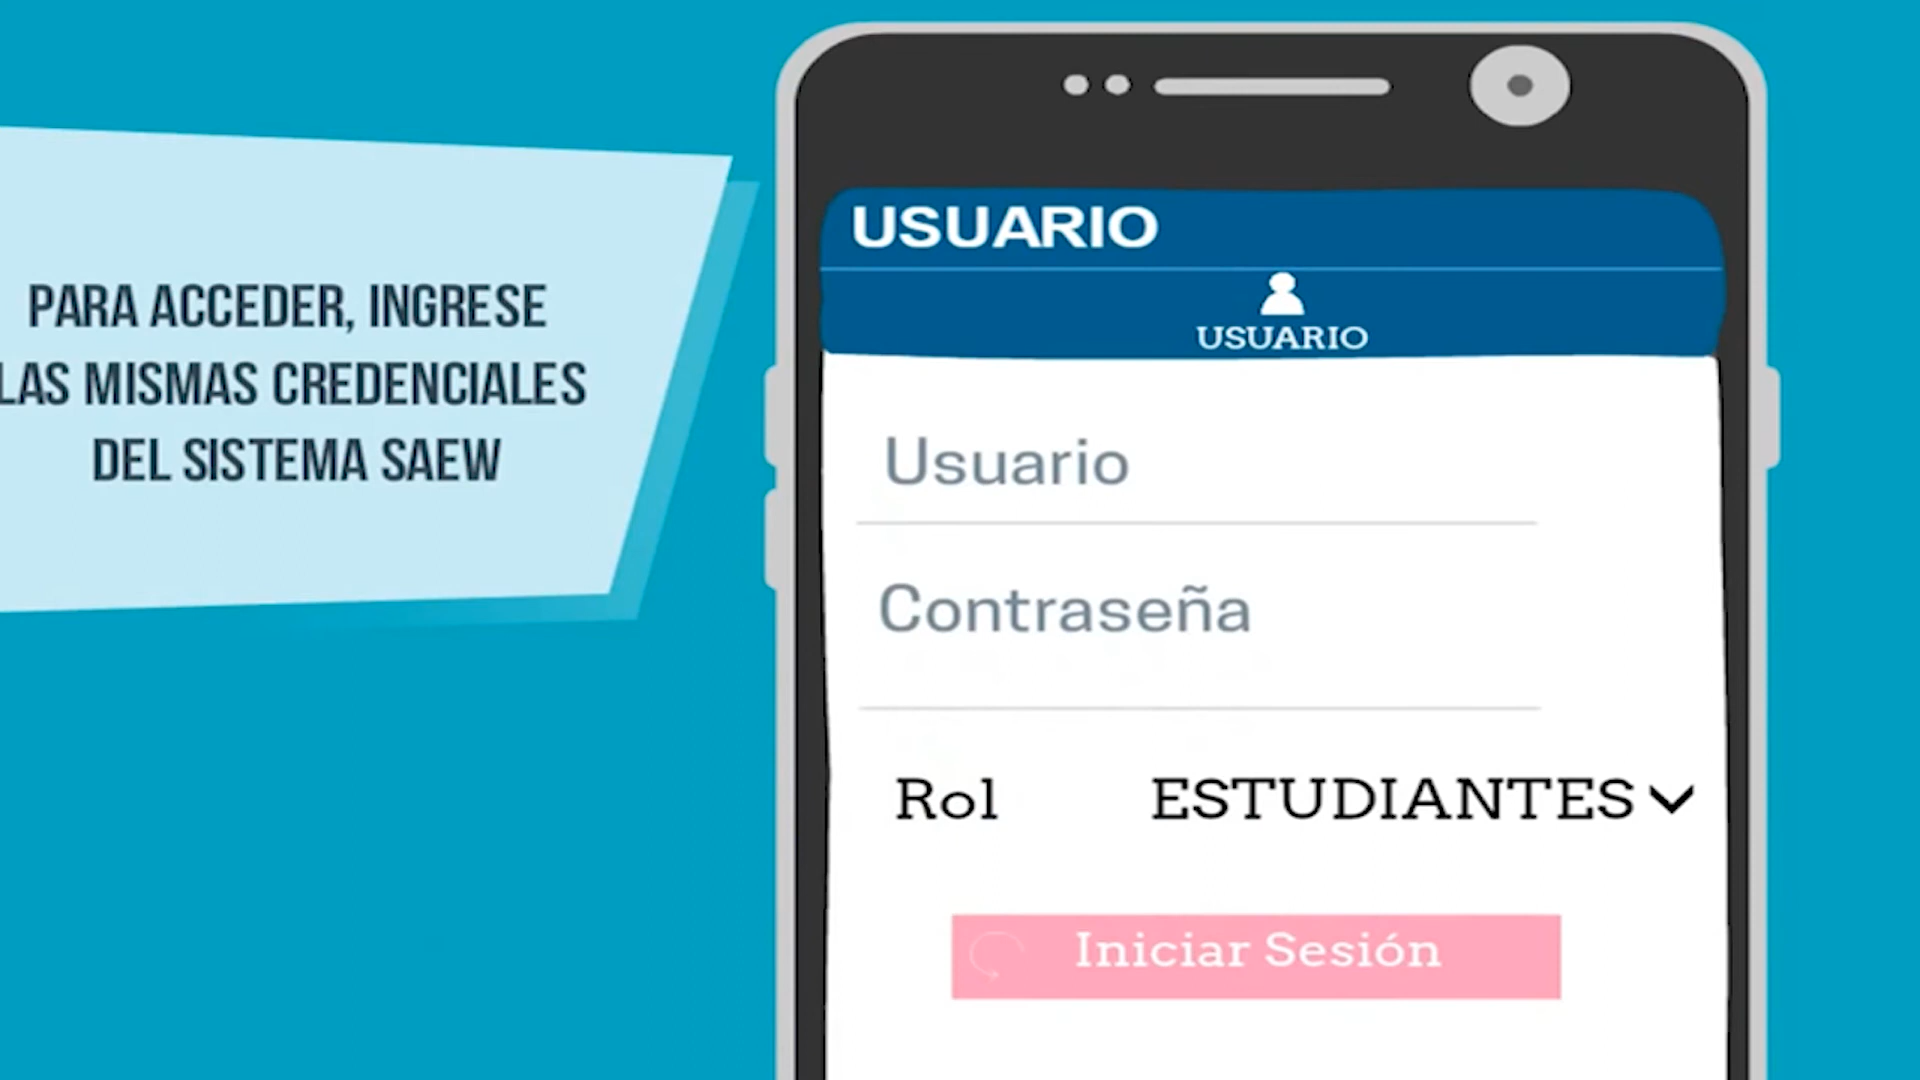 PARA ACCEDER, INGRESE
LAS MISMAS CREDENCIALES
DEL SISTEMA SAEW
USUARIO
USUARIO
Usuario
Contraseña
Rol ESTUDIANTES
Iniciar Sesión